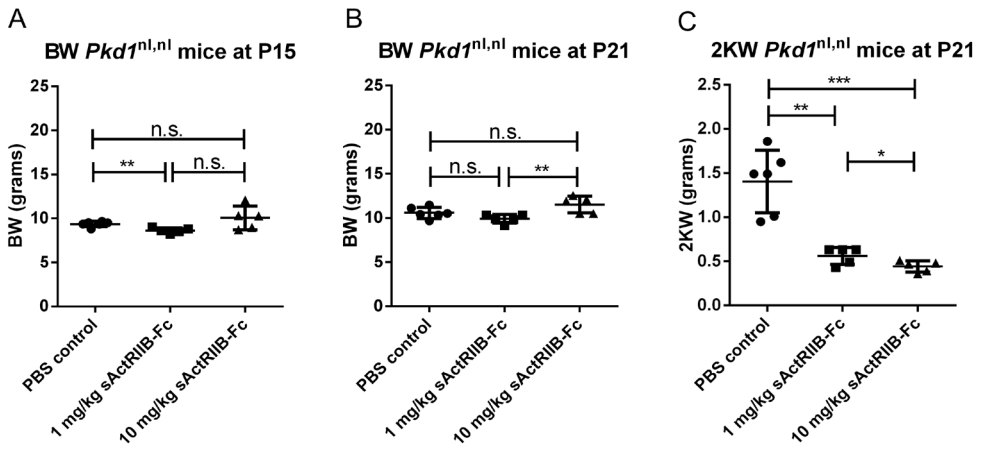 A
BW Pkd1nl,nl mice at P15
BW (grams)
25
20
15
10
5
0
n.s.
**
n.s.
PBS control
1 mg/kg sActRIIB-Fc
10 mg/kg sActRIIB-Fc
B
BW Pkd1nl,nl mice at P21
BW (grams)
25
20
15
10
5
0
n.s.
n.s.
**
PBS control
1 mg/kg sActRIIB-Fc
10 mg/kg sActRIIB-Fc
C
2KW Pkd1nl,nl mice at P21
2KW (grams)
2.5
2.0
1.5
1.0
0.5
0.0
***
**
*
PBS control
1 mg/kg sActRIIB-Fc
10 mg/kg sActRIIB-Fc